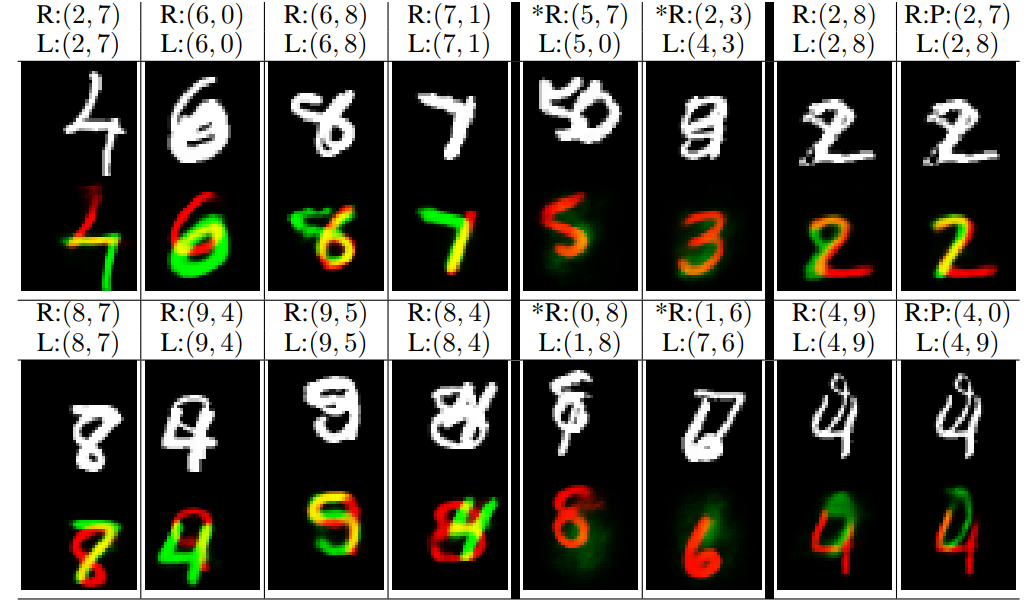 R:(2, 7) R:(6, 0) R:(6, 8) R:(7, 1) *R:(5, 7) *R:(2, 3) R:(2, 8) R:P:(2, 7)
L:(2, 7) L:(6, 0) L:(6, 8) L:(7, 1) L:(5, 0) L:(4, 3) L:(2, 8) L:(2, 8)
R:(8, 7) R:(9, 4) R:(9, 5) R:(8, 4) *R:(0, 8) *R:(1, 6) R:(4, 9) R:P:(4, 0)
L:(8, 7) L:(9, 4) L:(9, 5) L:(8, 4) L:(1, 8) L:(7, 6) L:(4, 9) L:(4, 9)